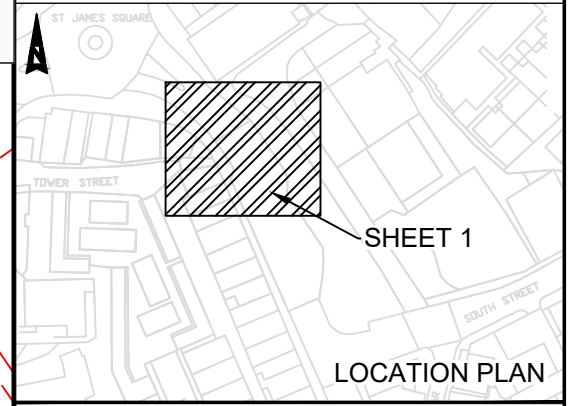 ST JAMES SQUARE
TOWER STREET
SHEET 1
SOUTH STREET
LOCATION PLAN